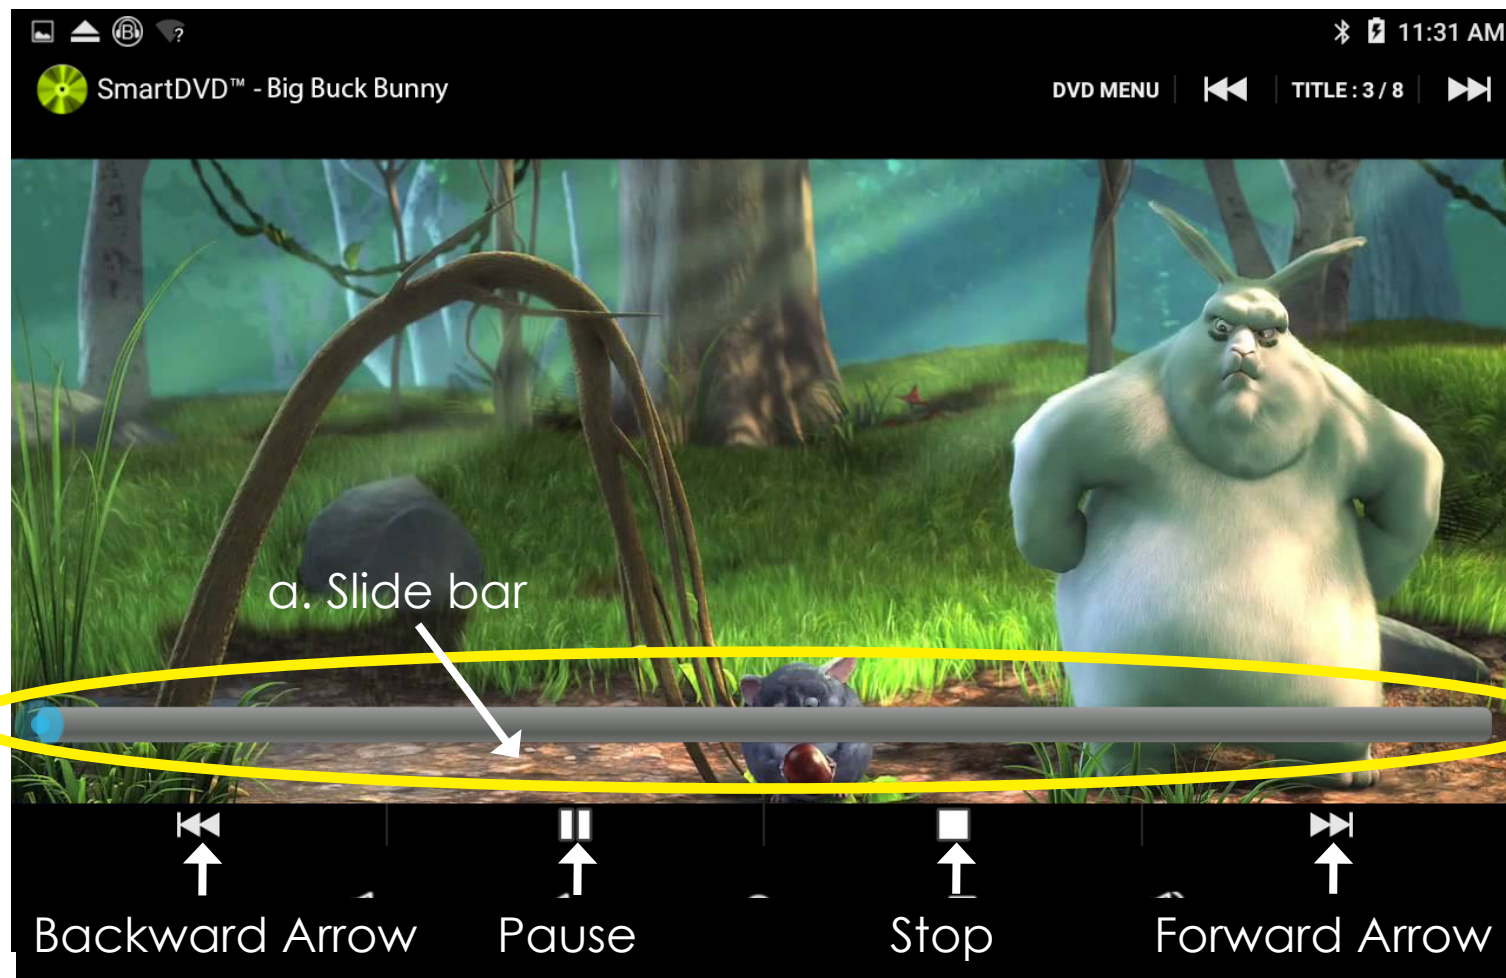 11:31 AM
SmartDVD™ - Big Buck Bunny
DVD MENU
TITLE : 3 / 8
a. Slide bar
Backward Arrow
Pause
Stop
Forward Arrow